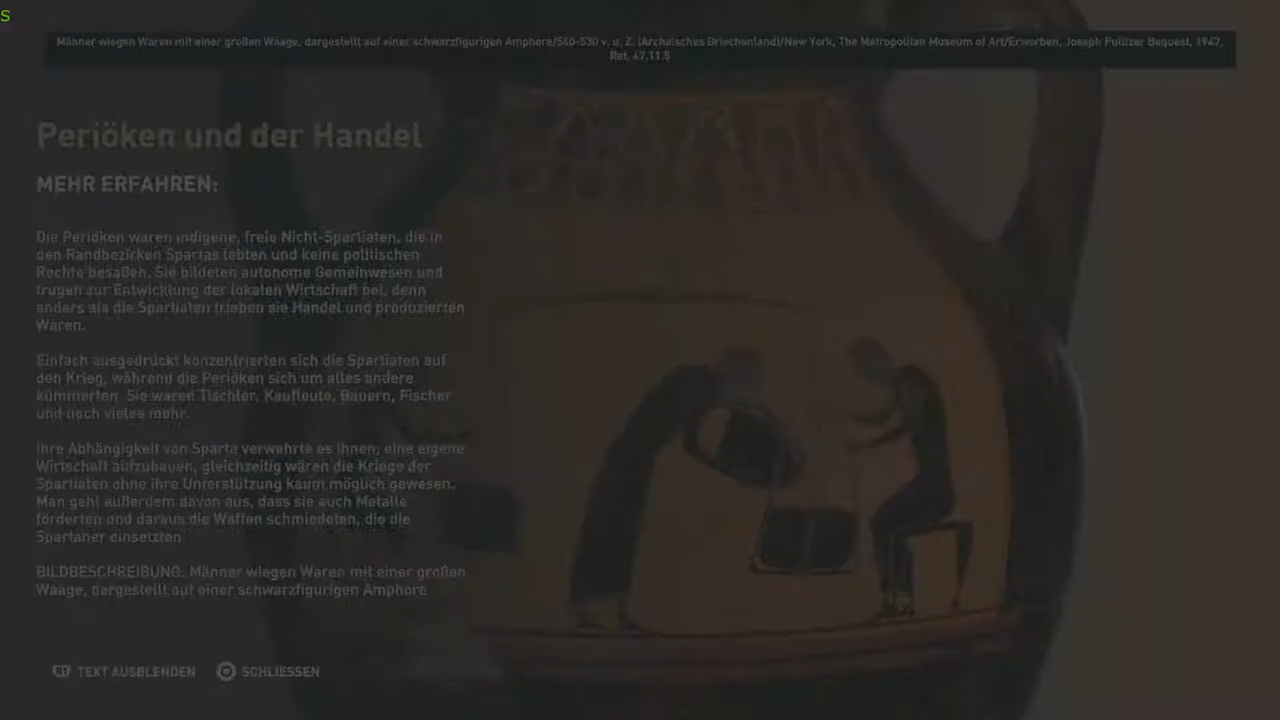 S
Männer wiegen Waren mit einer großen Waage, dargestellt auf einer schwarzfigurigen Amphore/540-530 v. u. Z. (Archaisches Griechenland)/New York, The Metropolitan Museum of Art/Erworben, Joseph Pulitzer Bequest, 1947,
Ref. 47.11.5
Periöken und der Handel
MEHR ERFAHREN:
Die Periöken waren indigene, freie Nicht-Spartiaten, die in
den Randbezirken Spartas lebten und keine politischen
Rechte besaßen. Sie bildeten autonome Gemeinwesen und
trugen zur Entwicklung der lokalen Wirtschaft bei, denn
anders als die Spartiaten trieben sie Handel und produzierten
Waren.
Einfach ausgedrückt konzentrierten sich die Spartiaten auf
den Krieg, während die Periöken sich um alles andere
kümmerten. Sie waren Tischler, Kaufleute, Bauern, Fischer
und noch vieles mehr.
Ihre Abhängigkeit von Sparta verwehrte es ihnen, eine eigene
Wirtschaft aufzubauen, gleichzeitig wären die Kriege der
Spartiaten ohne ihre Unterstützung kaum möglich gewesen.
Man geht außerdem davon aus, dass sie auch Metalle
förderten und daraus die Waffen schmiedeten, die die
Spartaner einsetzten
BILDBESCHREIBUNG: Männer wiegen Waren mit einer großen
Waage, dargestellt auf einer schwarzfigurigen Amphore
R1 TEXT AUSBLENDEN SCHLIESSEN